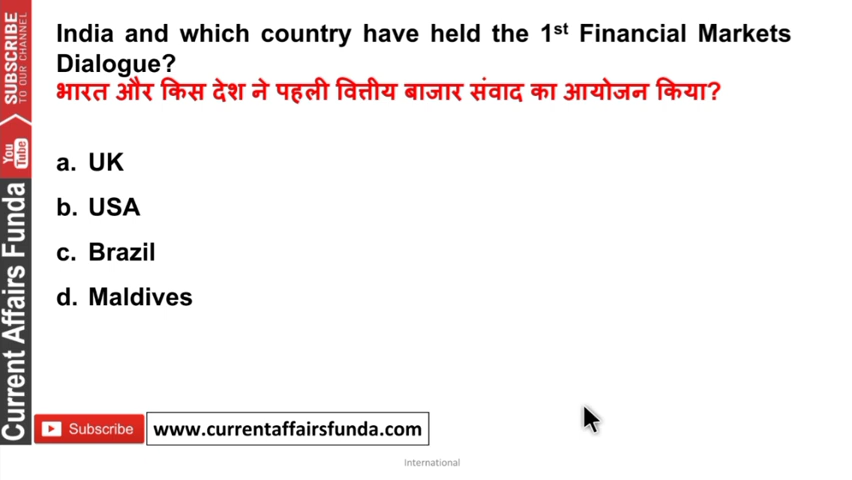 India and which country have held the 1st Financial Markets
Dialogue?
भारत और किस देश ने पहली वित्तीय बाजार संवाद का आयोजन किया?
a. UK
b. USA
c. Brazil
d. Maldives
SUBSCRIBE
TO OUR CHANNEL
You
Tube
Current Affairs Funda
Subscribe
www.currentaffairsfunda.com
International